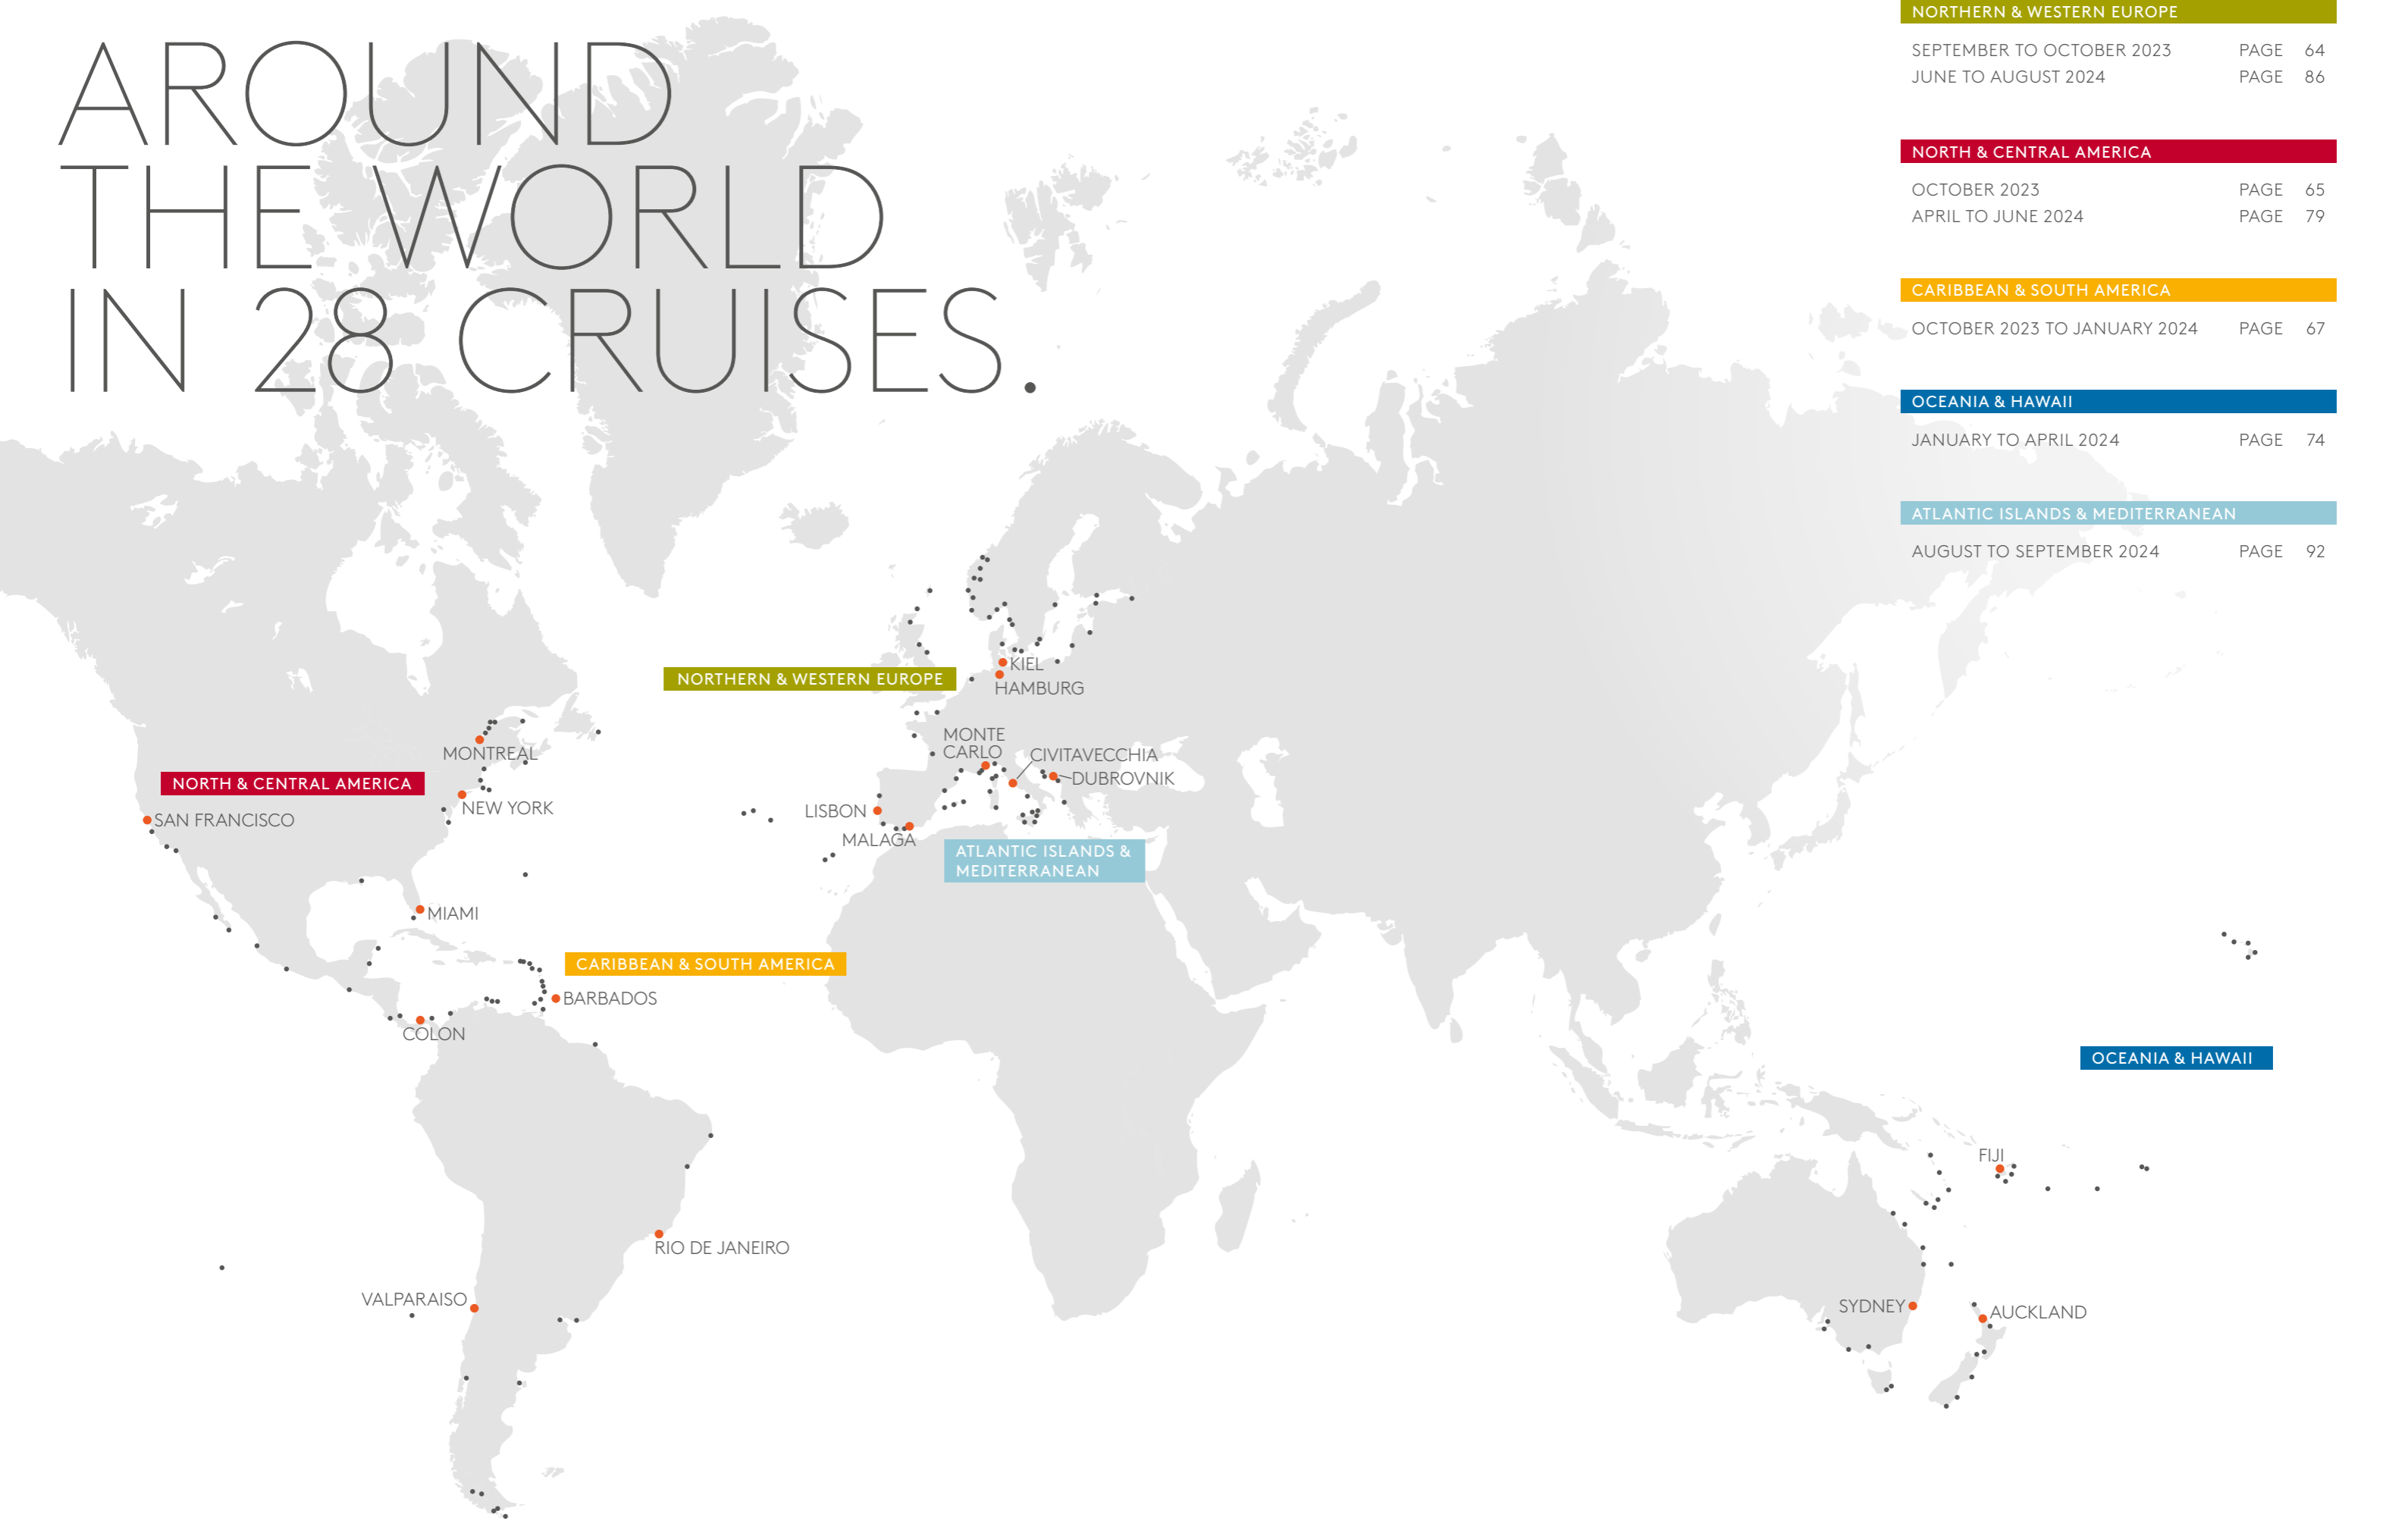 AROUND
THE WORLD
IN 28 CRUISES.
NORTHERN & WESTERN EUROPE
SEPTEMBER TO OCTOBER 2023 PAGE 64
JUNE TO AUGUST 2024 PAGE 86
NORTH & CENTRAL AMERICA
OCTOBER 2023 PAGE 65
APRIL TO JUNE 2024 PAGE 79
CARIBBEAN & SOUTH AMERICA
OCTOBER 2023 TO JANUARY 2024 PAGE 67
OCEANIA & HAWAII
JANUARY TO APRIL 2024 PAGE 74
ATLANTIC ISLANDS & MEDITERRANEAN
AUGUST TO SEPTEMBER 2024 PAGE 92
KIEL
NORTHERN & WESTERN EUROPE
HAMBURG
MONTE
CARLO
CIVITAVECCHIA
DUBROVNIK
MONTREAL
NORTH & CENTRAL AMERICA
NEW YORK
SAN FRANCISCO
LISBON
MALAGA
ATLANTIC ISLANDS &
MEDITERRANEAN
MIAMI
CARIBBEAN & SOUTH AMERICA
BARBADOS
COLON
OCEANIA & HAWAII
FIJI
RIO DE JANEIRO
VALPARAISO
SYDNEY
AUCKLAND